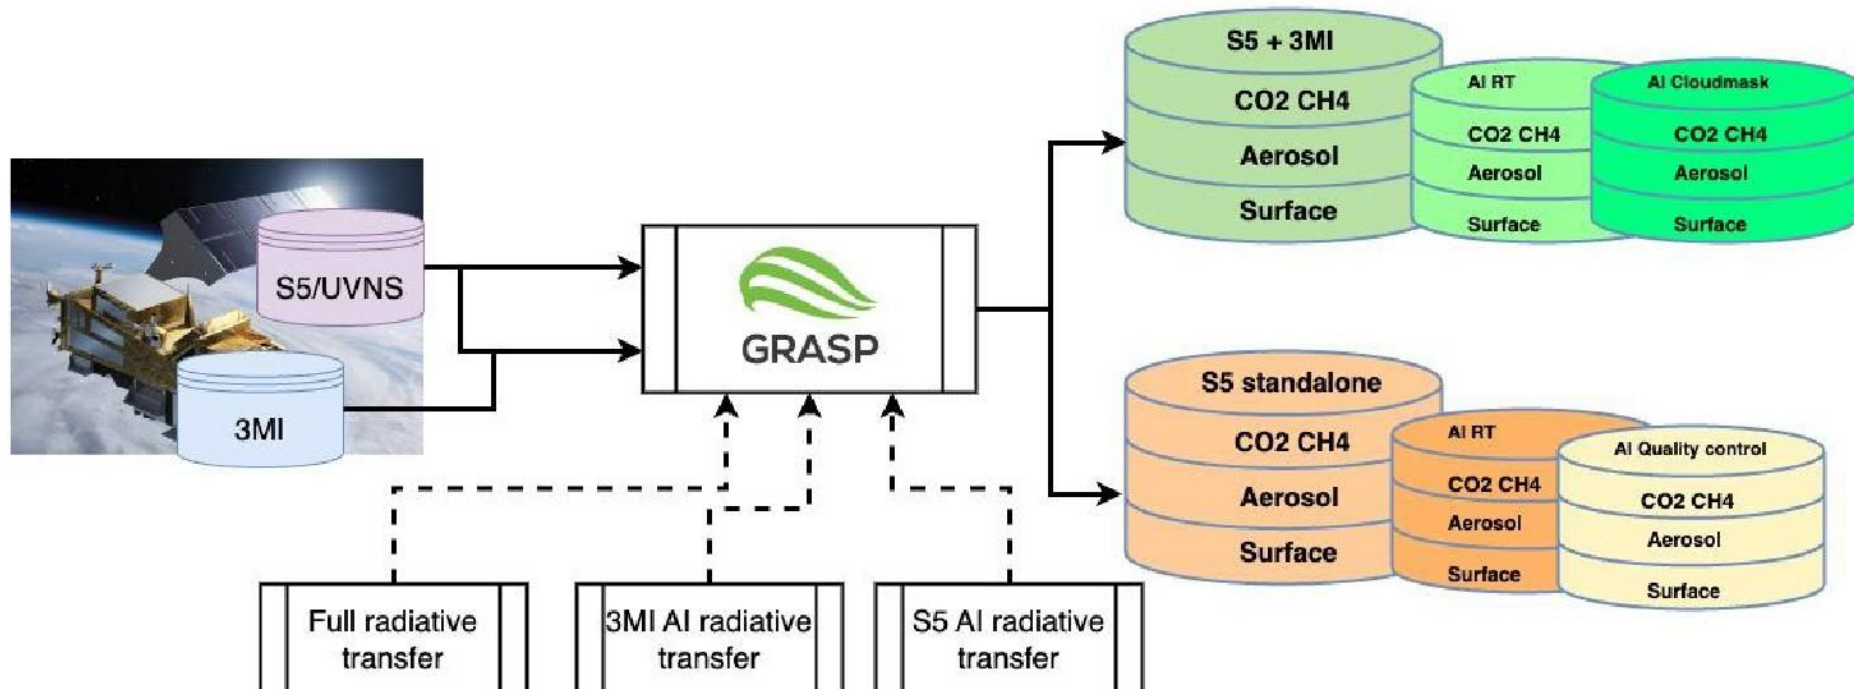 S5/UVNS
3MI
GRASP
Full radiative
transfer
3MI AI radiative
transfer
S5 AI radiative
transfer
S5 + 3MI
CO2 CH4
Aerosol
Surface
AI RT
CO2 CH4
Aerosol
Surface
AI Cloudmask
CO2 CH4
Aerosol
Surface
S5 standalone
CO2 CH4
Aerosol
Surface
AI RT
CO2 CH4
Aerosol
Surface
AI Quality control
CO2 CH4
Aerosol
Surface